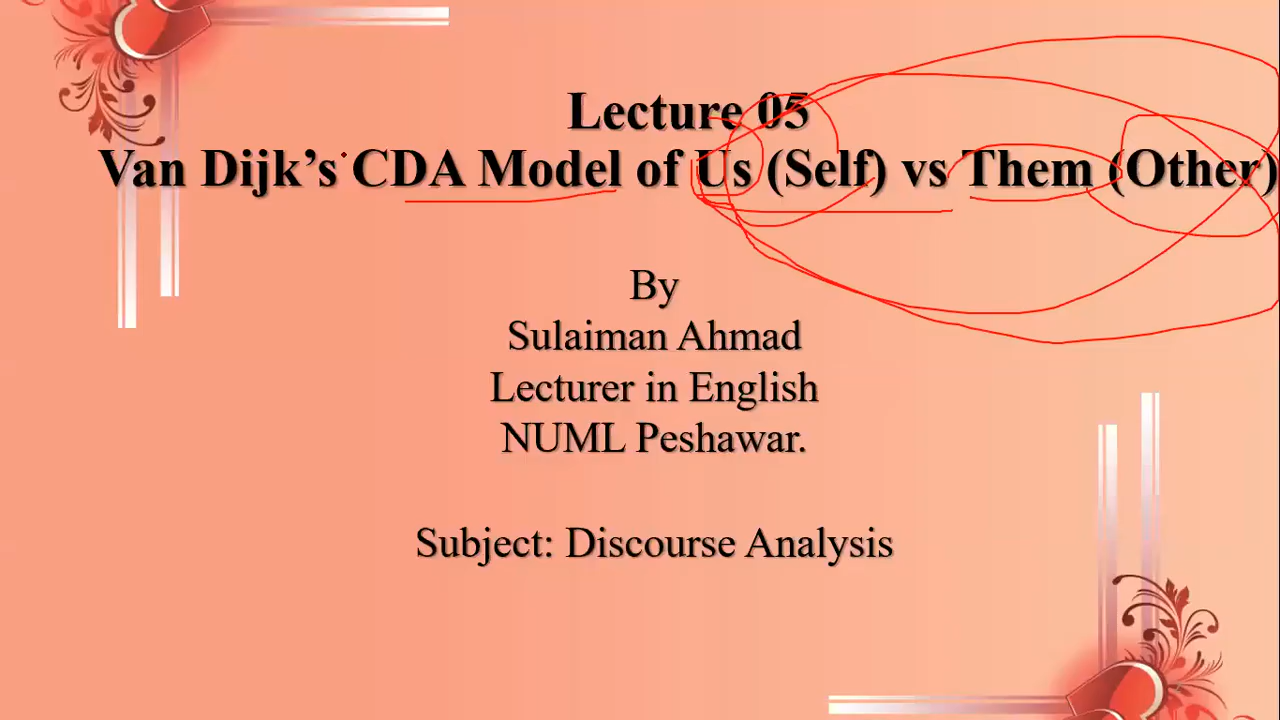 Lecture 05
Van Dijk's CDA Model of Us (Self) vs Them (Other)
By
Sulaiman Ahmad
Lecturer in English
NUML Peshawar.
Subject: Discourse Analysis